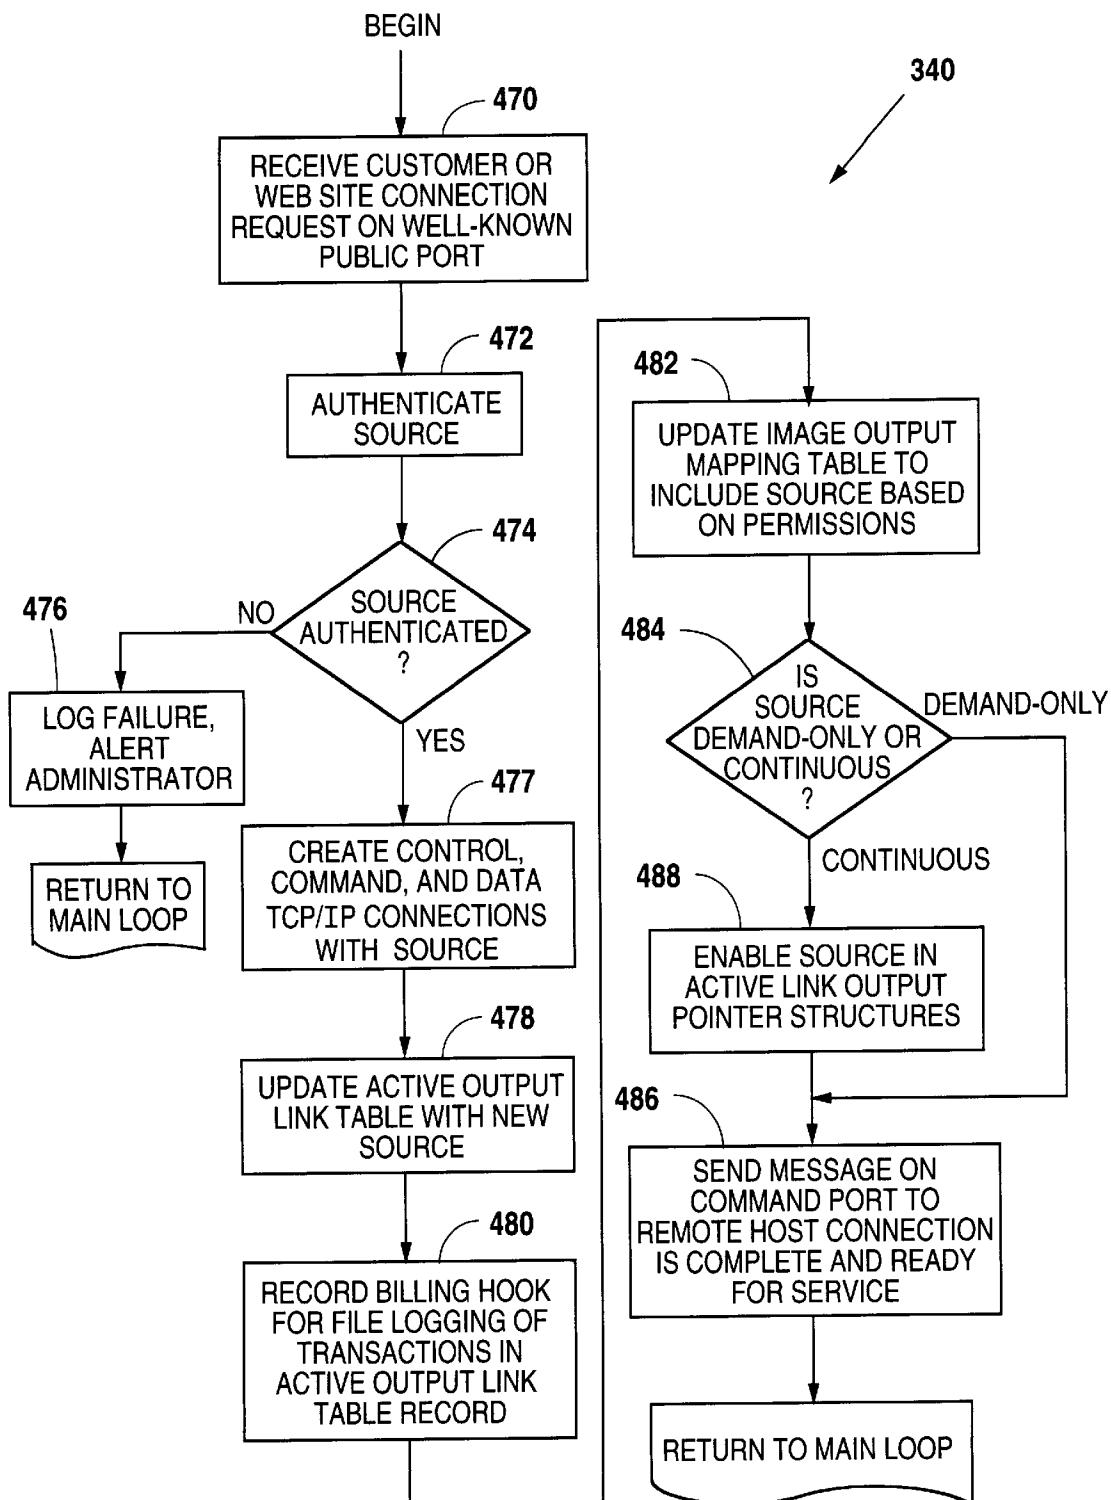 BEGIN
340
470
RECEIVE CUSTOMER OR
WEB SITE CONNECTION
REQUEST ON WELL-KNOWN
PUBLIC PORT
472
AUTHENTICATE
SOURCE
474
SOURCE
AUTHENTICATED
?
NO
YES
476
LOG FAILURE,
ALERT
ADMINISTRATOR
RETURN TO
MAIN LOOP
477
CREATE CONTROL,
COMMAND, AND DATA
TCP/IP CONNECTIONS
WITH SOURCE
478
UPDATE ACTIVE OUTPUT
LINK TABLE WITH NEW
SOURCE
480
RECORD BILLING HOOK
FOR FILE LOGGING OF
TRANSACTIONS IN
ACTIVE OUTPUT LINK
TABLE RECORD
482
UPDATE IMAGE OUTPUT
MAPPING TABLE TO
INCLUDE SOURCE BASED
ON PERMISSIONS
484
IS
SOURCE
DEMAND-ONLY OR
CONTINUOUS
?
DEMAND-ONLY
CONTINUOUS
488
ENABLE SOURCE IN
ACTIVE LINK OUTPUT
POINTER STRUCTURES
486
SEND MESSAGE ON
COMMAND PORT TO
REMOTE HOST CONNECTION
IS COMPLETE AND READY
FOR SERVICE
RETURN TO MAIN LOOP